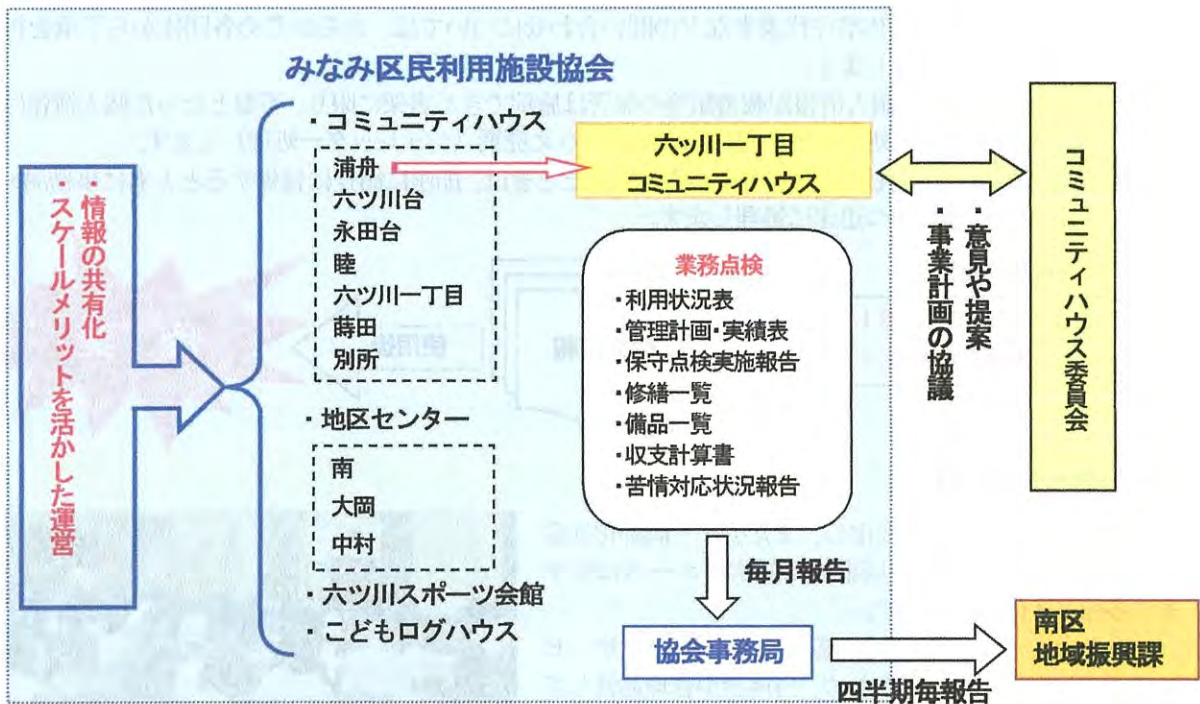 みなみ区民利用施設協会
・情報の共有化
・スケールメリットを活かした運営
・コミュニティハウス
浦舟
六ツ川台
永田台
睦
六ツ川一丁目
蒔田
別所
・地区センター
南
大岡
中村
・六ツ川スポーツ会館
・こどもログハウス
六ッ川一丁目
コミュニティハウス
業務点検
・利用状況表
・管理計画・実績表
・保守点検実施報告
・修繕一覧
・備品一覧
・収支計算書
・苦情対応状況報告
毎月報告
協会事務局
四半期毎報告
・意見や提案
・事業計画の協議
コミュニティハウス委員会
南区
地域振興課